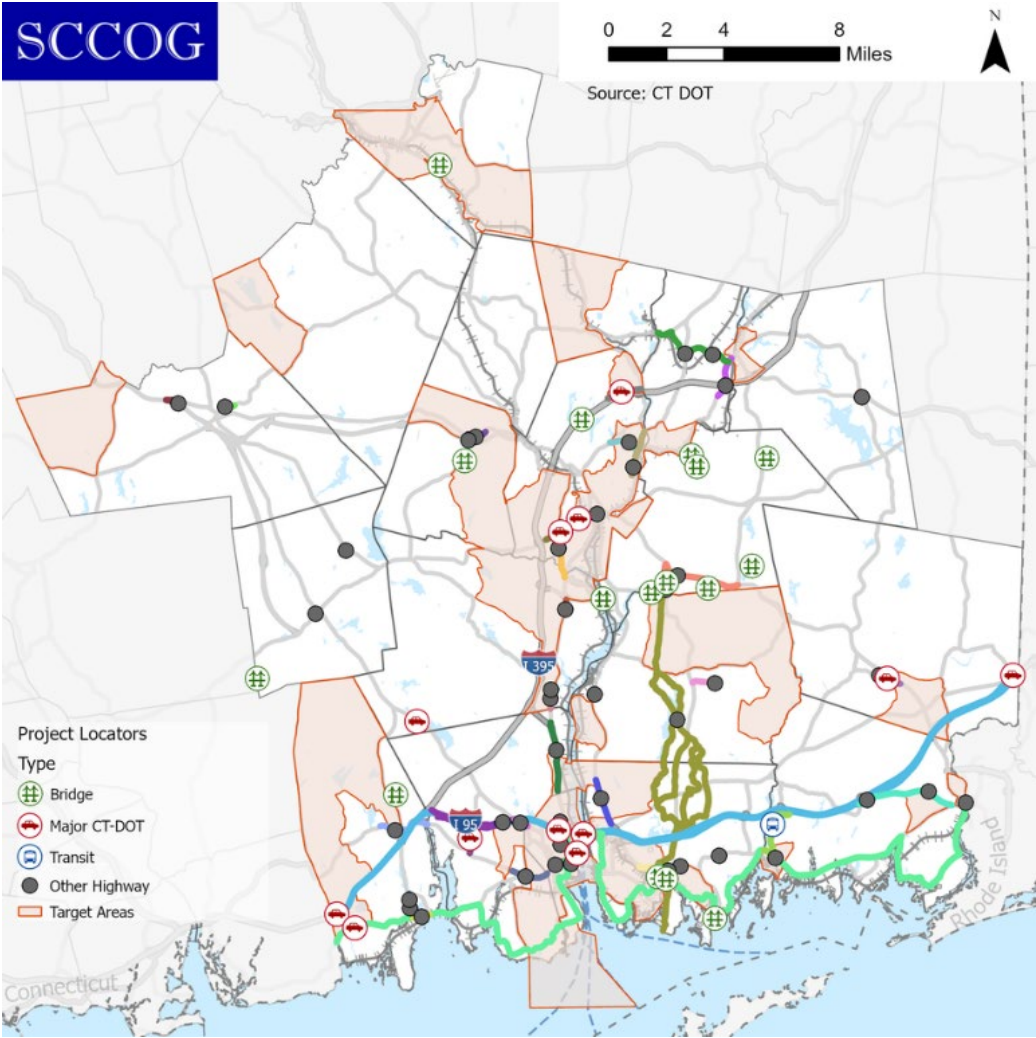 SCCOG
0 2 4 8
Miles
N
Source: CT DOT
I 395
Project Locators
Type
Bridge
Major CT-DOT
Transit
Other Highway
Target Areas
I 95
Rhode Island
Connecticut